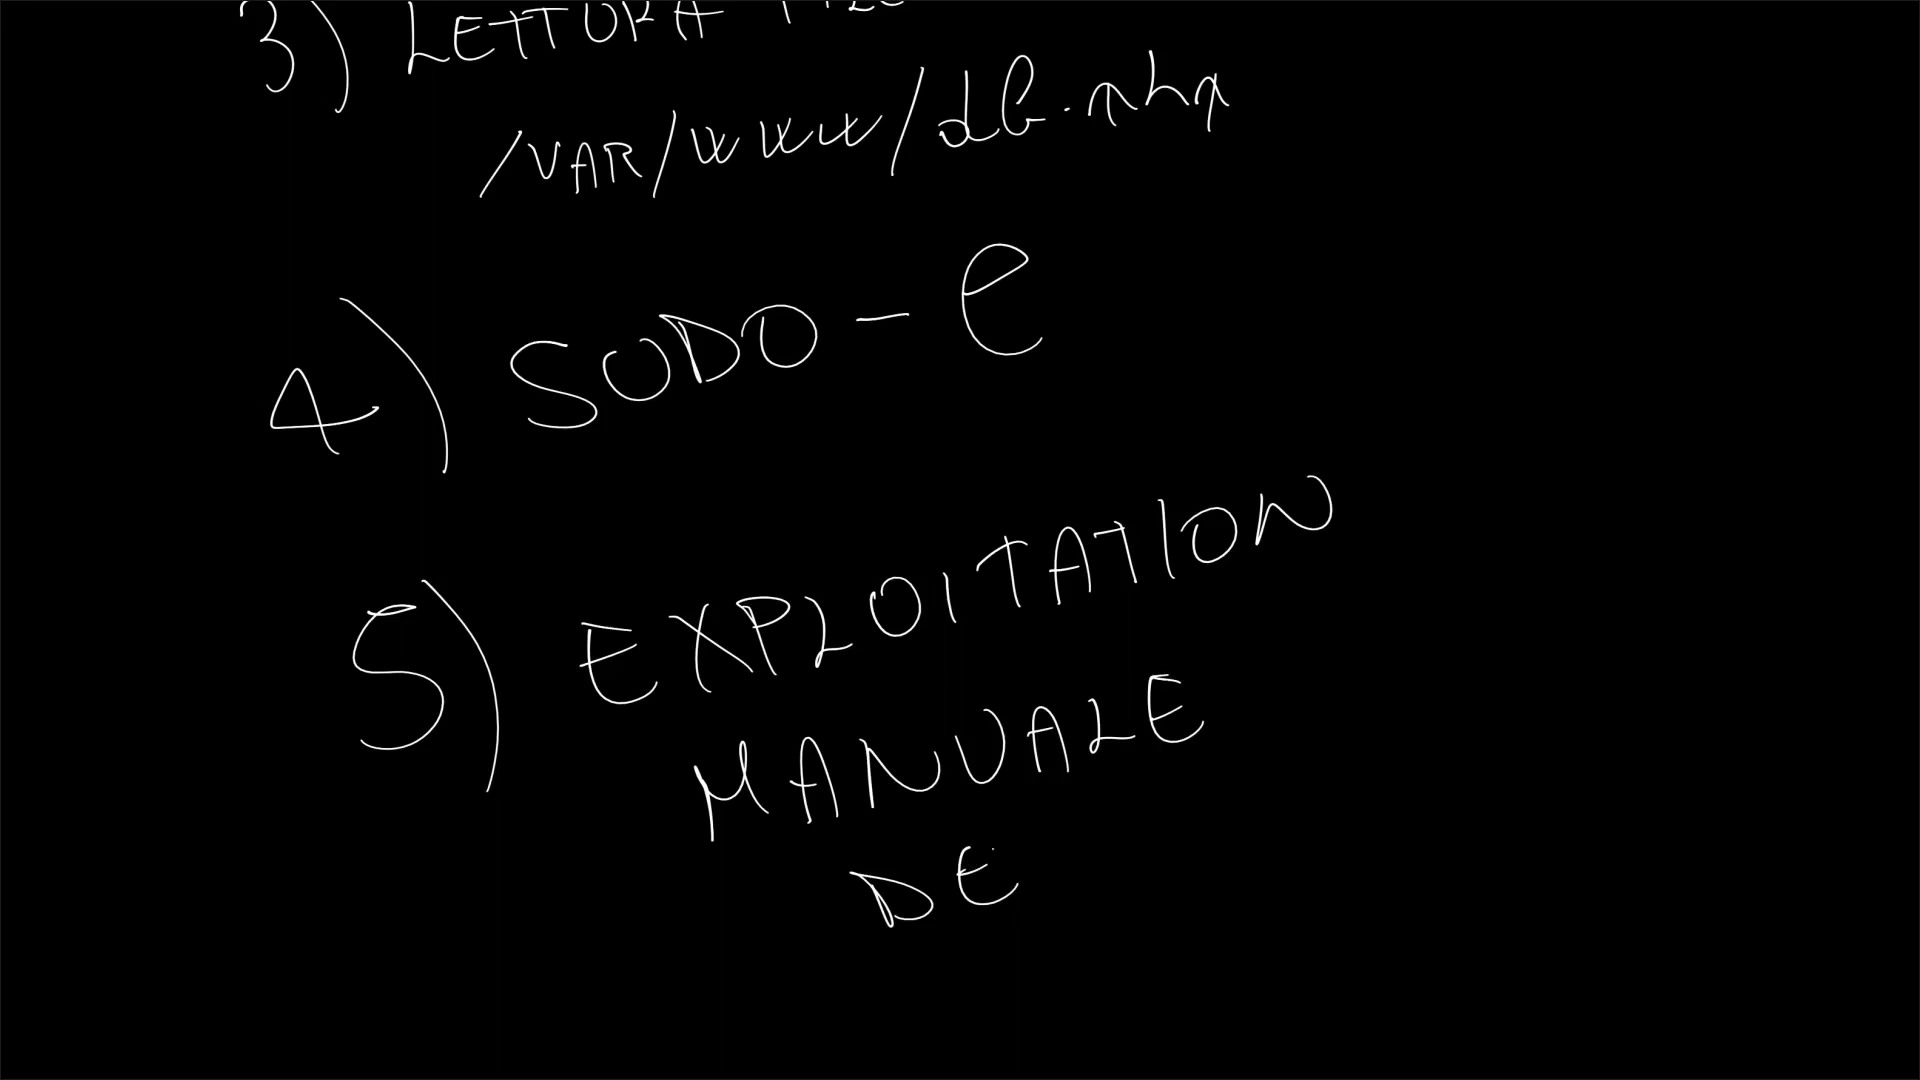 3) LETTURA
/VAR/WWW/db.php
4) SUDO-e
5) EXPLOITATION
MANUALE
DE